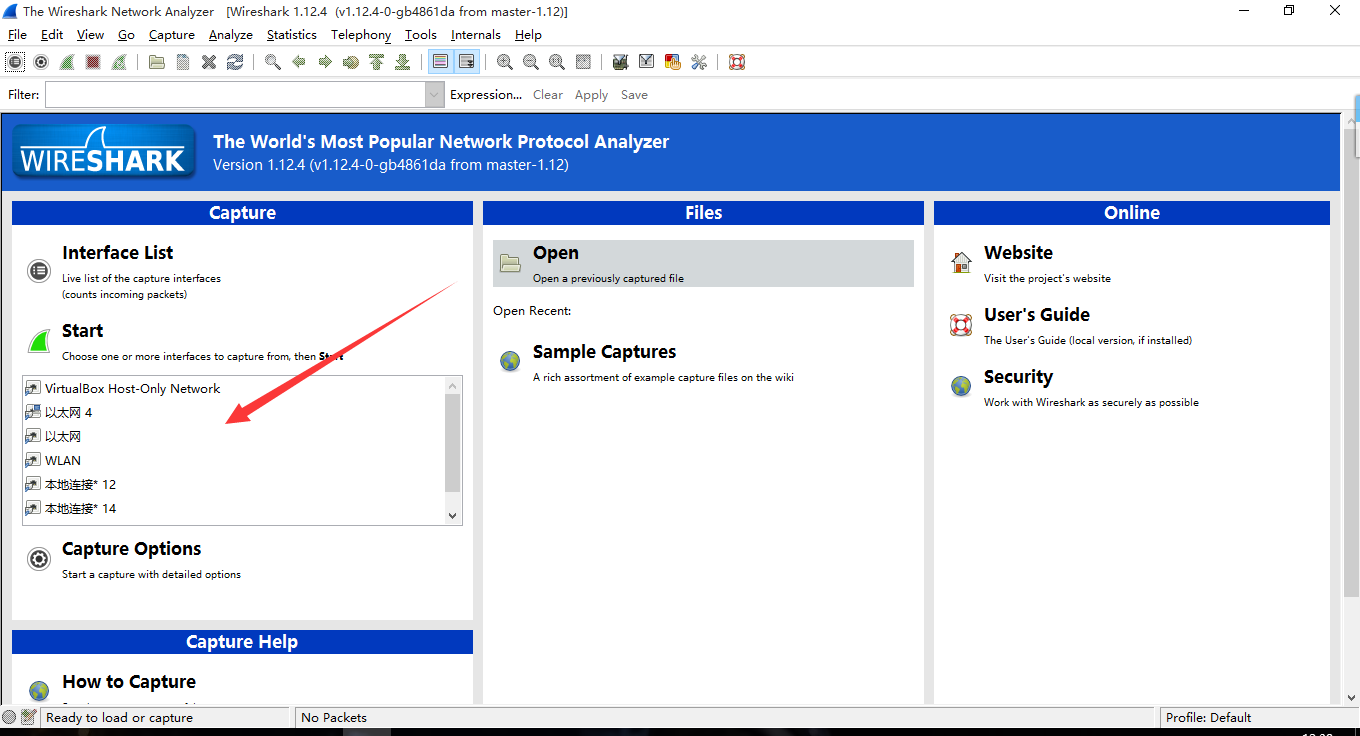 The Wireshark Network Analyzer [Wireshark 1.12.4 (v1.12.4-0-gb4861da from master-1.12)]
File Edit View Go Capture Analyze Statistics Telephony Tools Internals Help
Filter: Expression... Clear Apply Save
WIRESHARK
The World's Most Popular Network Protocol Analyzer
Version 1.12.4 (v1.12.4-0-gb4861da from master-1.12)
Capture
Interface List
Live list of the capture interfaces
(counts incoming packets)
Start
Choose one or more interfaces to capture from, then Start
VirtualBox Host-Only Network
以太网 4
以太网
WLAN
本地连接* 12
本地连接* 14
Capture Options
Start a capture with detailed options
Capture Help
How to Capture
Files
Open
Open a previously captured file
Open Recent:
Sample Captures
A rich assortment of example capture files on the wiki
Online
Website
Visit the project's website
User's Guide
The User's Guide (local version, if installed)
Security
Work with Wireshark as securely as possible
Ready to load or capture
No Packets
Profile: Default